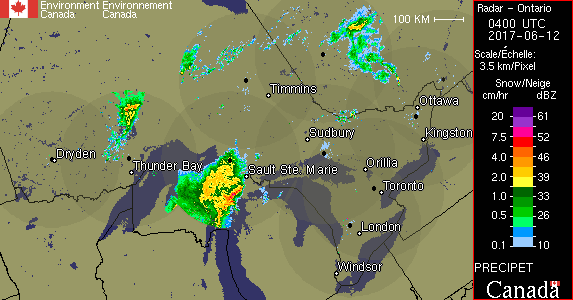 Environment Environnement
Canada Canada
100 KM
Timmins
Ottawa
Sudbury
Kingston
Dryden
Thunder Bay
Sault Ste. Marie
Orillia
Toronto
London
Windsor
Radar - Ontario
0400 UTC
2017-06-12
Scale/Échelle:
3.5 km/Pixel
Snow/Neige
cm/hr dBZ
20 61
7.5 52
4.0 46
2.0 39
1.0 33
0.5 26
0.1 10
PRECIPET
Canada